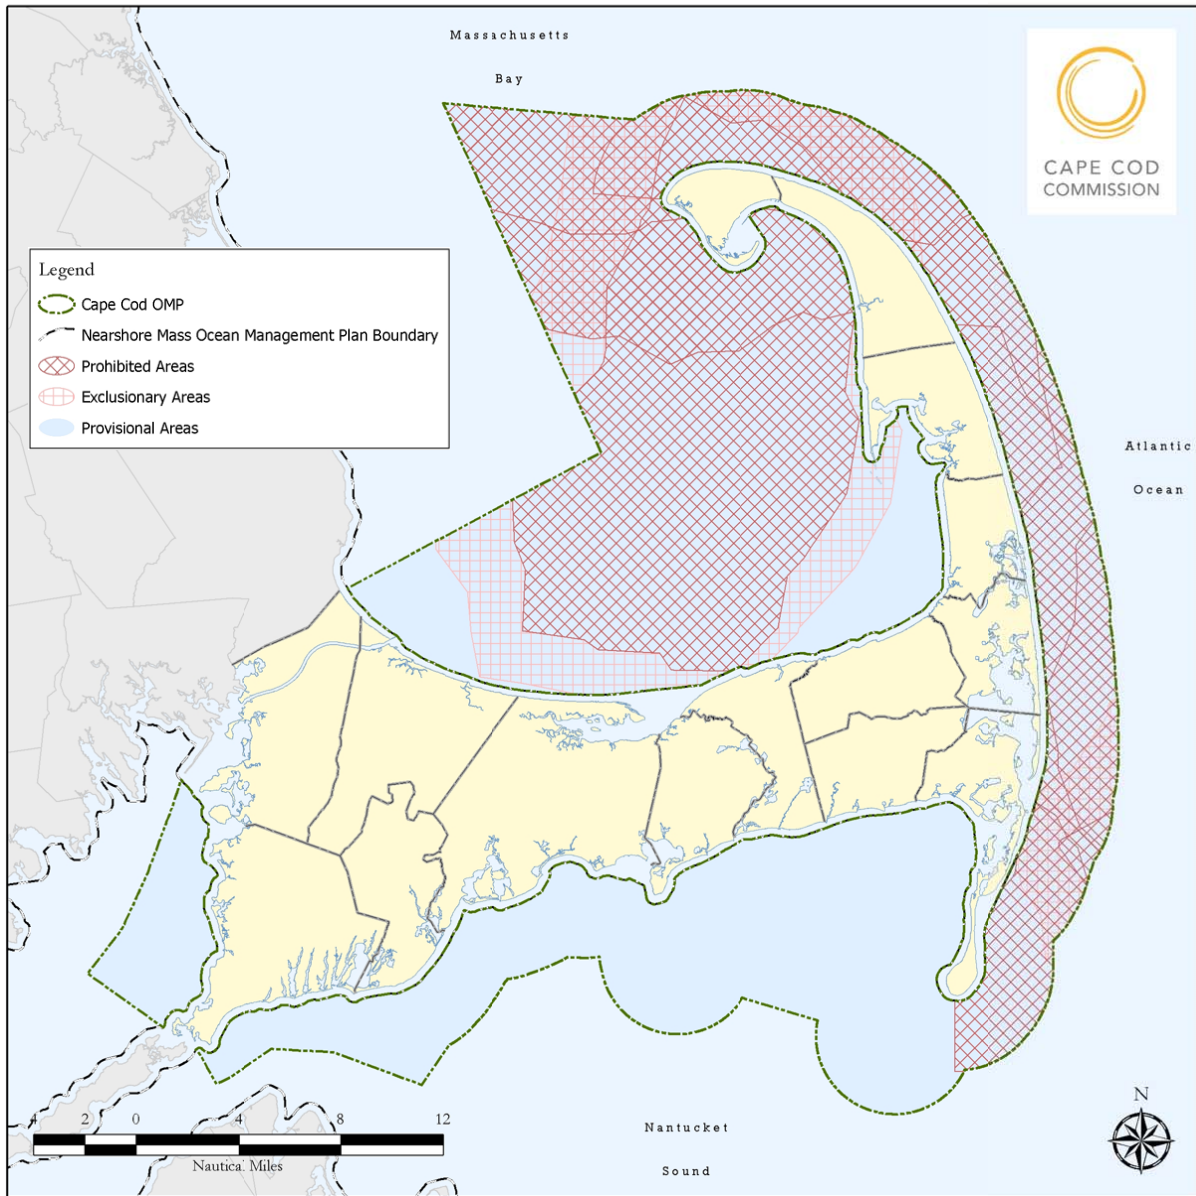 Massachusetts
Bay
CAPE COD
COMMISSION
Legend
Cape Cod OMP
Nearshore Mass Ocean Management Plan Boundary
Prohibited Areas
Exclusionary Areas
Provisional Areas
Atlantic
Ocean
N
4 2 0 4 8 12
Nautical Miles
Nantucket
Sound